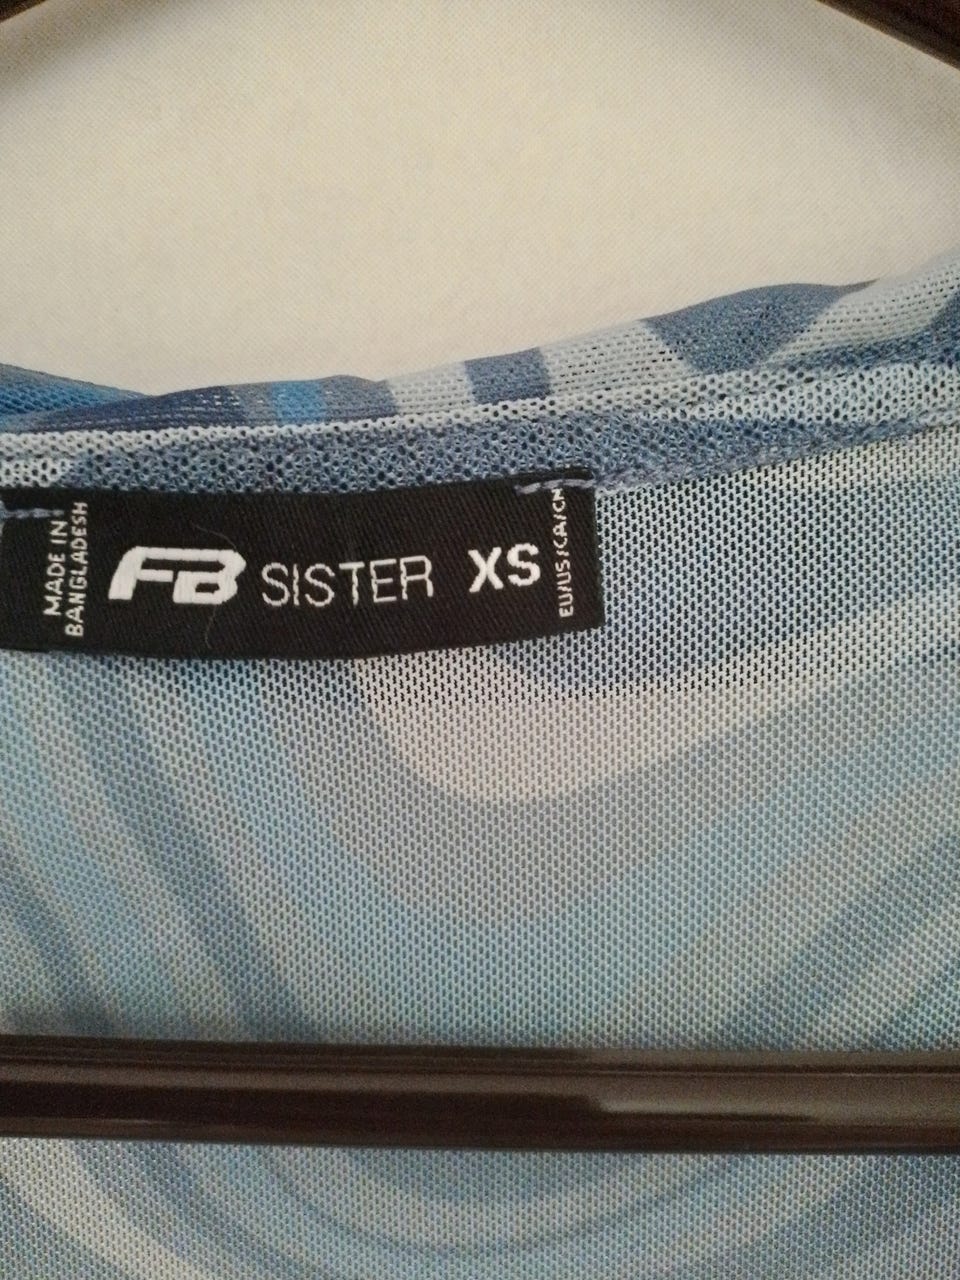 MADE IN
BANGLADESH
FB SISTER XS
EU/US/CA/CN